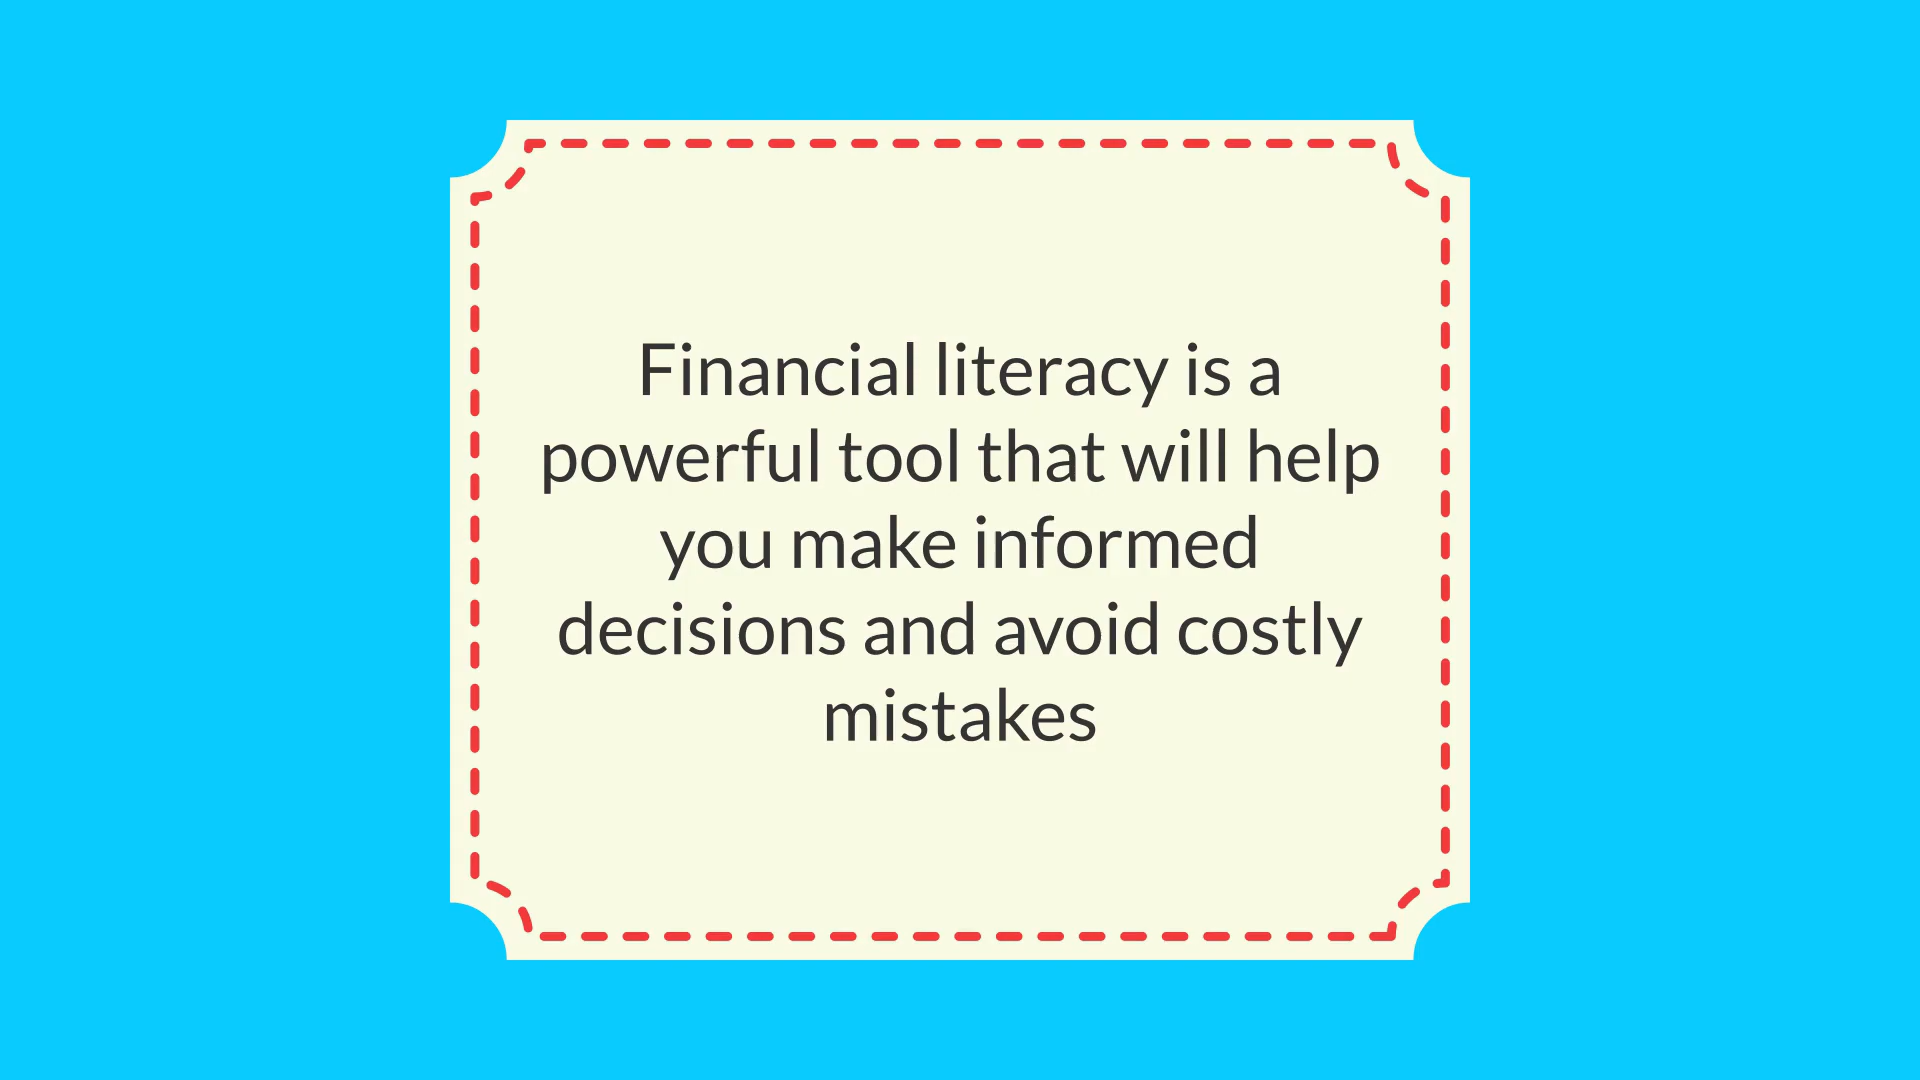 Financial literacy is a
powerful tool that will help
you make informed
decisions and avoid costly
mistakes